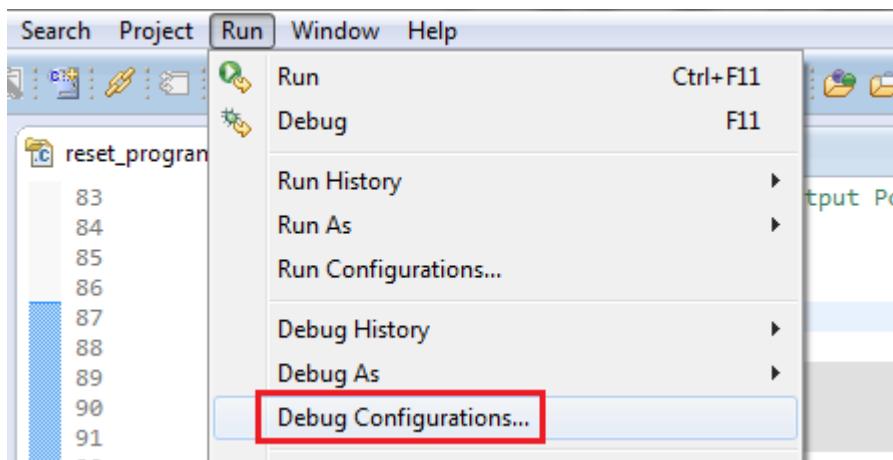 Search Project Run Window Help
Run Ctrl+F11
Debug F11
reset_program
Run History
83 tput Po
Run As
84
85
Run Configurations...
86
87
Debug History
88
Debug As
89
90
Debug Configurations...
91